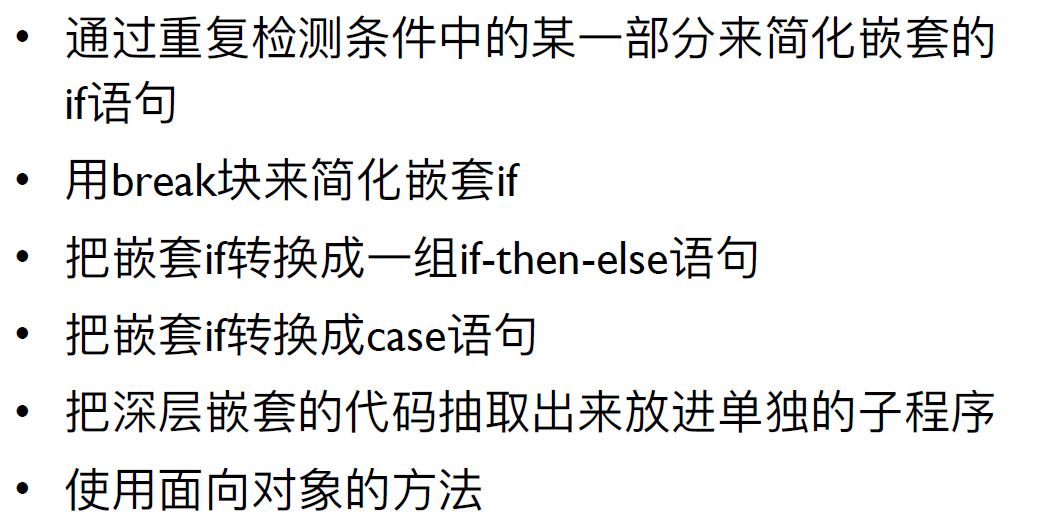 • 通过重复检测条件中的某一部分来简化嵌套的
if语句
• 用break块来简化嵌套if
• 把嵌套if转换成一组if-then-else语句
• 把嵌套if转换成case语句
• 把深层嵌套的代码抽取出来放进单独的子程序
• 使用面向对象的方法